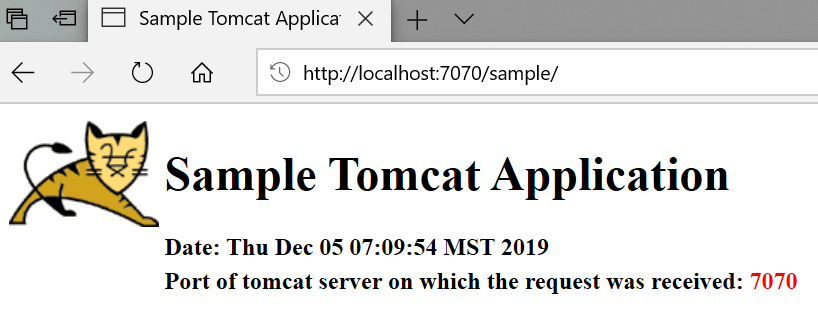 Sample Tomcat Applica
http://localhost:7070/sample/
Sample Tomcat Application
Date: Thu Dec 05 07:09:54 MST 2019
Port of tomcat server on which the request was received: 7070